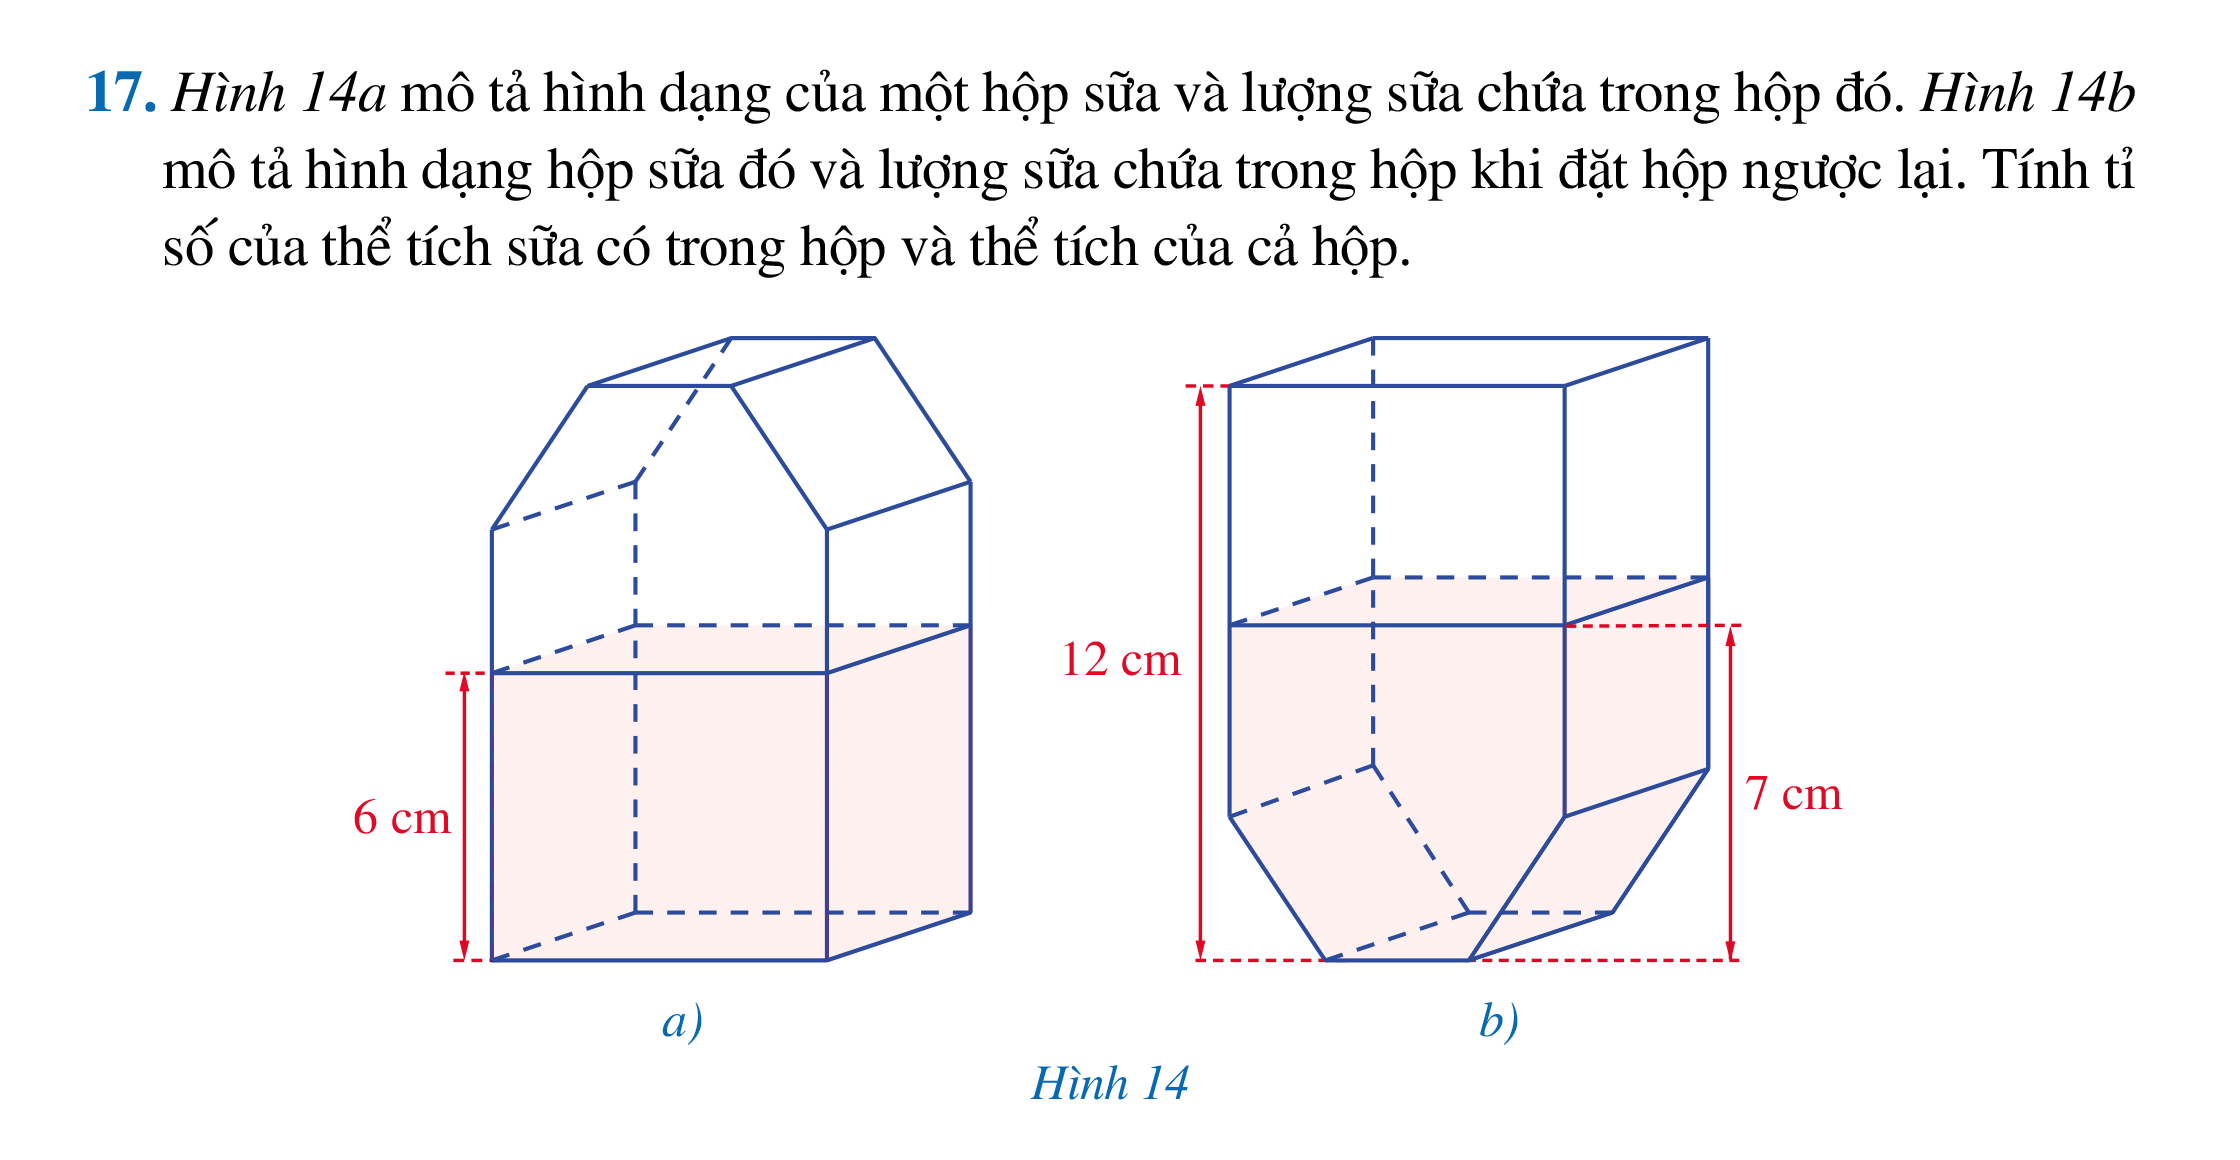 17. Hình 14a mô tả hình dạng của một hộp sữa và lượng sữa chứa trong hộp đó. Hình 14b
mô tả hình dạng hộp sữa đó và lượng sữa chứa trong hộp khi đặt hộp ngược lại. Tính tỉ
số của thể tích sữa có trong hộp và thể tích của cả hộp.
12 cm
6 cm
7 cm
a)
b)
Hình 14